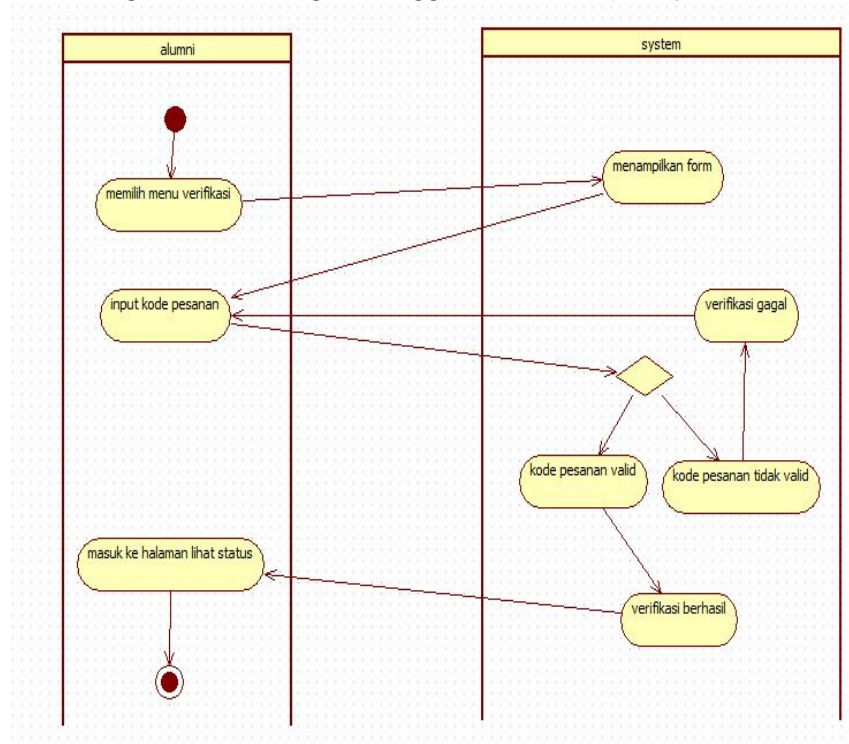 alumni
system
menampilkan form
memilih menu verifikasi
input kode pesanan
verifikasi gagal
kode pesanan valid
kode pesanan tidak valid
masuk ke halaman lihat status
verifikasi berhasil